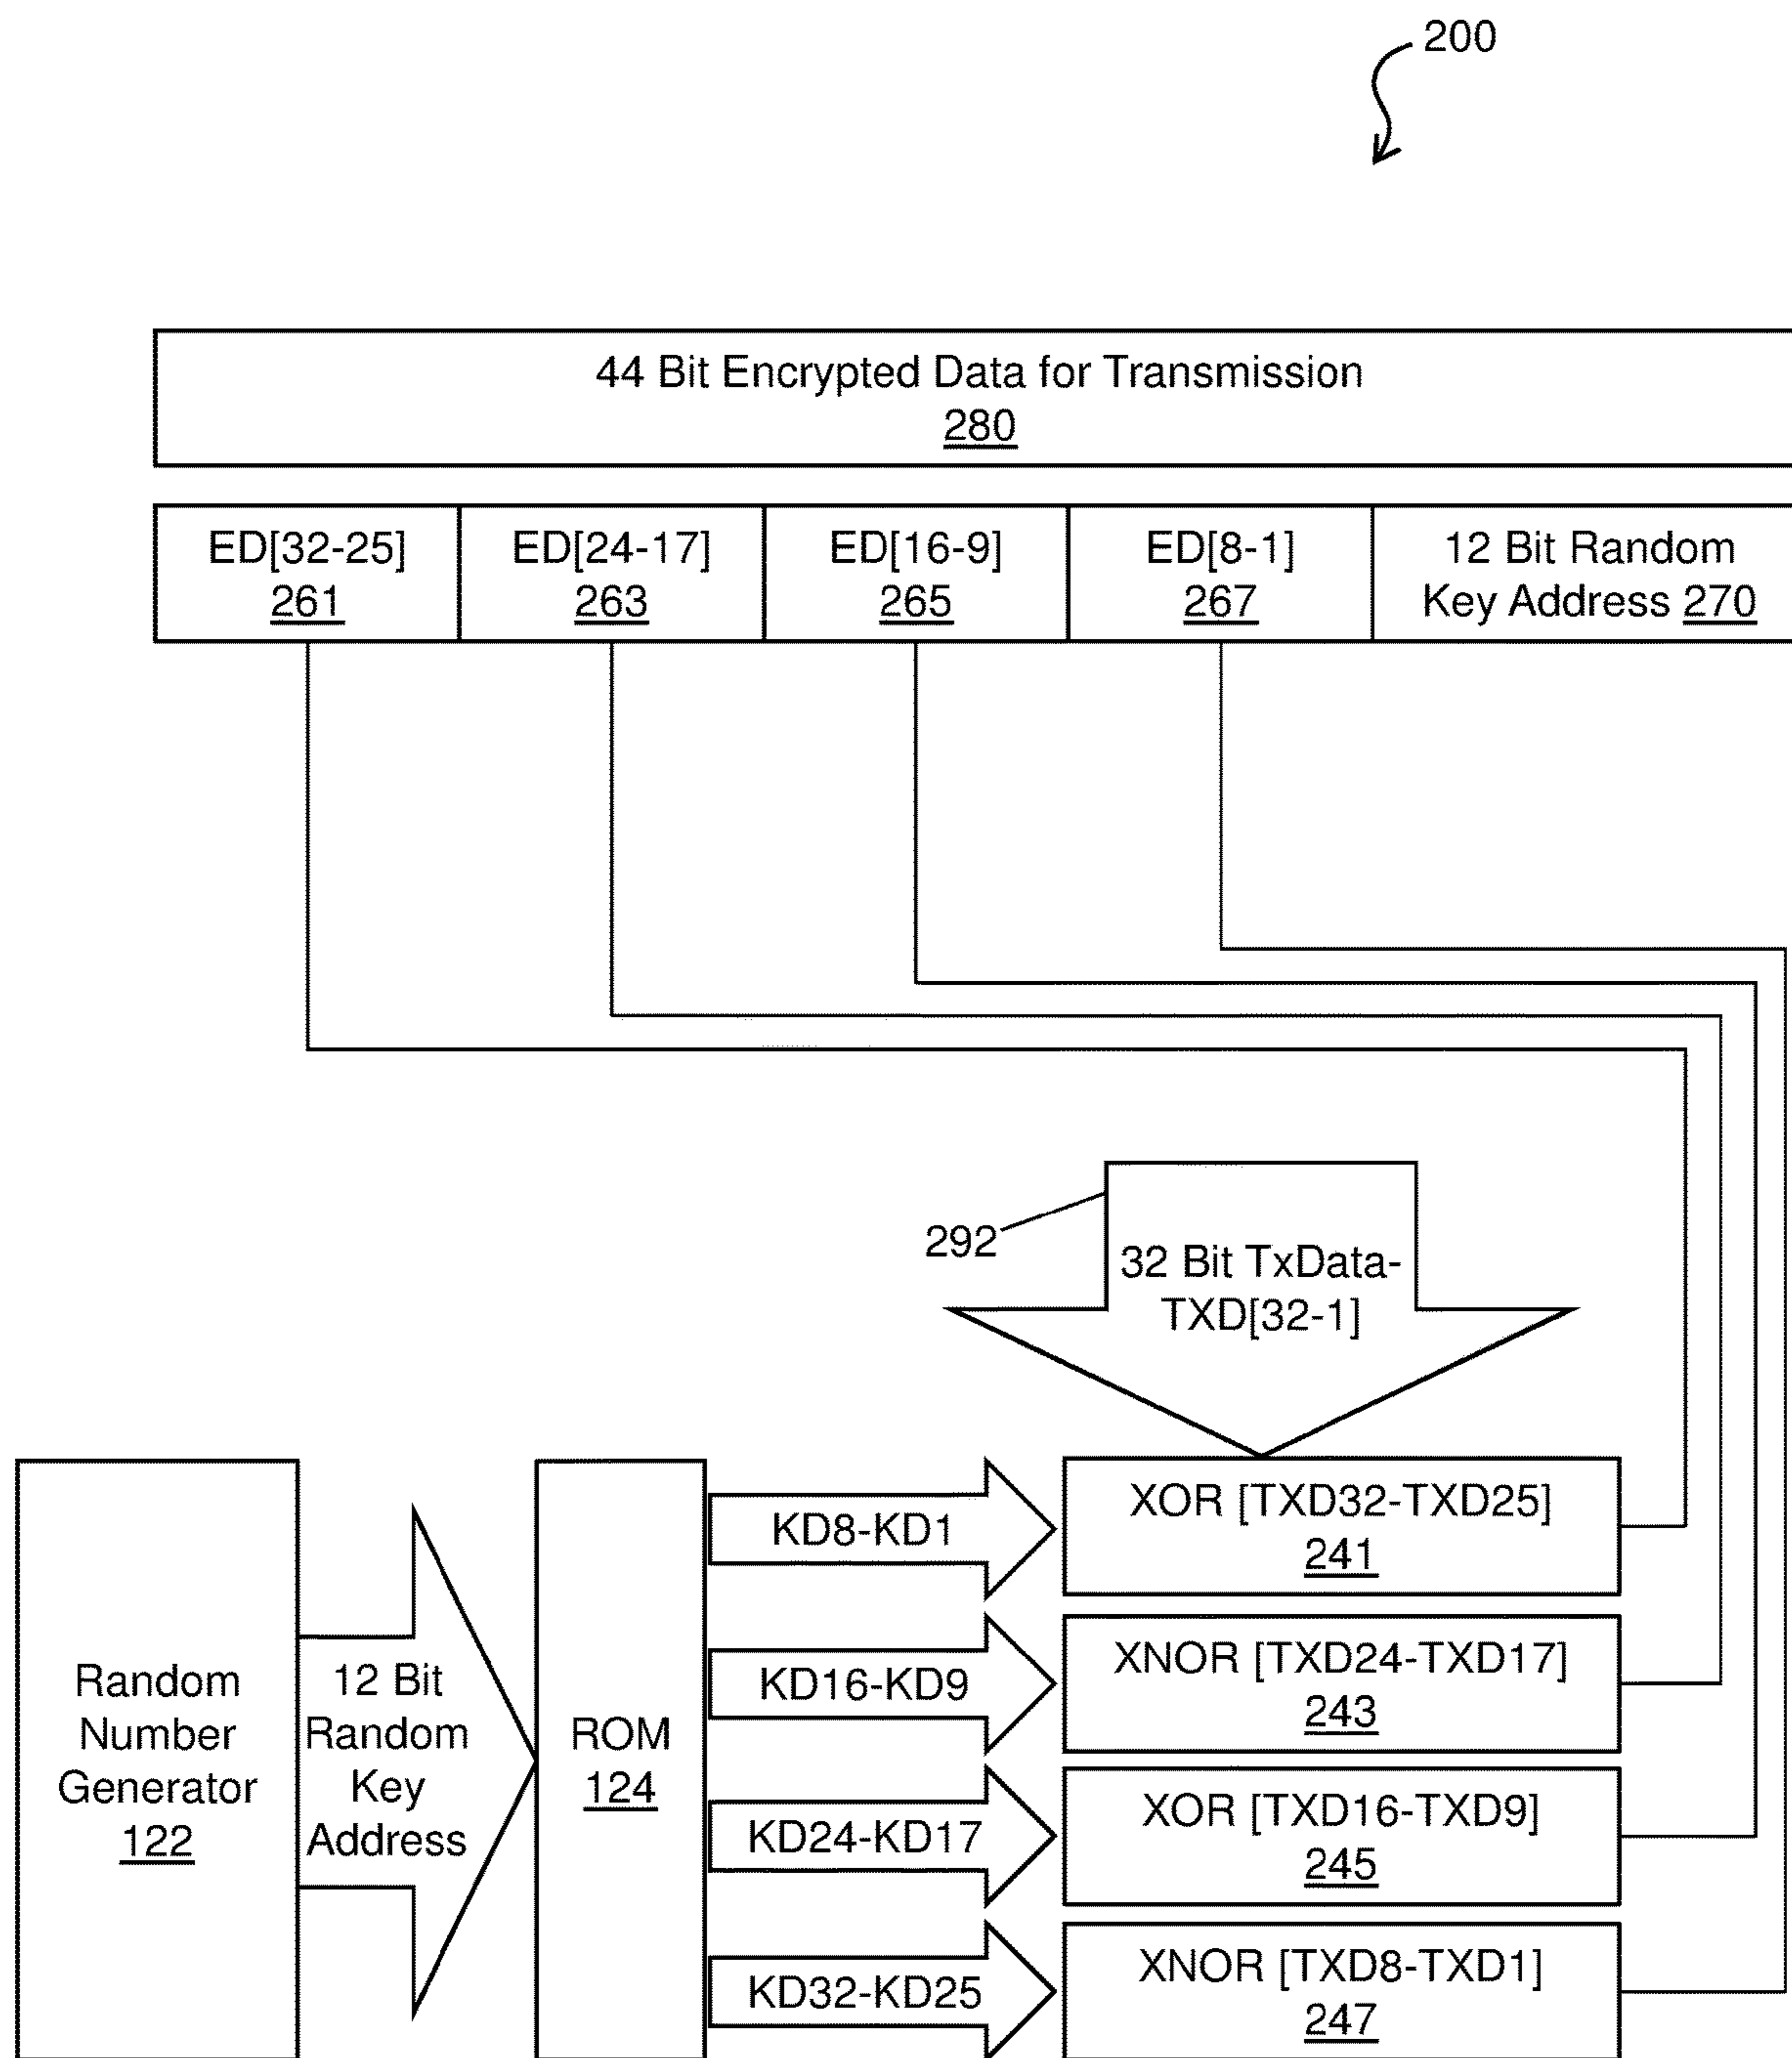 200
44 Bit Encrypted Data for Transmission
280
ED[32-25]
261
ED[24-17]
263
ED[16-9]
265
ED[8-1]
267
12 Bit Random
Key Address 270
292
32 Bit TxData-
TXD[32-1]
Random
Number
Generator
122
12 Bit
Random
Key
Address
ROM
124
KD8-KD1
XOR [TXD32-TXD25]
241
KD16-KD9
XNOR [TXD24-TXD17]
243
KD24-KD17
XOR [TXD16-TXD9]
245
KD32-KD25
XNOR [TXD8-TXD1]
247